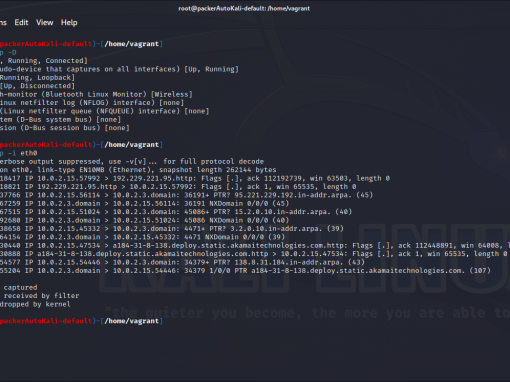 root@packerAutoKali-default: /home/vagrant
ns Edit View Help
packerAutoKali-default)-[/home/vagrant]
p -D
, Running, Connected]
udo-device that captures on all interfaces) [Up, Running]
Running, Loopback]
[Up, Disconnected]
h-monitor (Bluetooth Linux Monitor) [Wireless]
inux netfilter log (NFLOG) interface) [none]
(Linux netfilter queue (NFQUEUE) interface) [none]
tem (D-Bus system bus) [none]
sion (D-Bus session bus) [none]
packerAutoKali-default)-[/home/vagrant]
p -i eth0
erbose output suppressed, use -v[v]... for full protocol decode
on eth0, link-type EN10MB (Ethernet), snapshot length 262144 bytes
18417 IP 10.0.2.15.57992 > 192.229.221.95.http: Flags [.], ack 112192739, win 63503, length 0
18821 IP 192.229.221.95.http > 10.0.2.15.57992: Flags [.], ack 1, win 65535, length 0
37766 IP 10.0.2.15.56114 > 10.0.2.3.domain: 36191+ PTR? 95.221.229.192.in-addr.arpa. (45)
67259 IP 10.0.2.3.domain > 10.0.2.15.56114: 36191 NXDomain 0/0/0 (45)
67515 IP 10.0.2.15.51024 > 10.0.2.3.domain: 45086+ PTR? 15.2.0.10.in-addr.arpa. (40)
92680 IP 10.0.2.3.domain > 10.0.2.15.51024: 45086 NXDomain 0/0/0 (40)
38658 IP 10.0.2.15.45332 > 10.0.2.3.domain: 4471+ PTR? 3.2.0.10.in-addr.arpa. (39)
64154 IP 10.0.2.3.domain > 10.0.2.15.45332: 4471 NXDomain 0/0/0 (39)
30440 IP 10.0.2.15.47534 > a184-31-8-138.deploy.static.akamaitechnologies.com.http: Flags [.], ack 112448891, win 64008, l
30888 IP a184-31-8-138.deploy.static.akamaitechnologies.com.http > 10.0.2.15.47534: Flags [.], ack 1, win 65535, length 0
54577 IP 10.0.2.15.54446 > 10.0.2.3.domain: 34379+ PTR? 138.8.31.184.in-addr.arpa. (43)
55204 IP 10.0.2.3.domain > 10.0.2.15.54446: 34379 1/0/0 PTR a184-31-8-138.deploy.static.akamaitechnologies.com. (107)
captured
received by filter
dropped by kernel
"the quieter you become, the more you are able to
packerAutoKali-default)-[/home/vagrant]